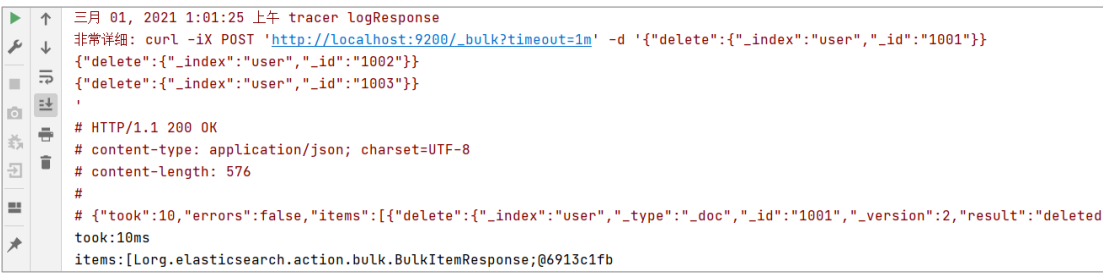 三月 01, 2021 1:01:25 上午 tracer logResponse
非常详细: curl -iX POST 'http://localhost:9200/_bulk?timeout=1m' -d '{"delete":{"_index":"user","_id":"1001"}}
{"delete":{"_index":"user","_id":"1002"}}
{"delete":{"_index":"user","_id":"1003"}}
'
# HTTP/1.1 200 OK
# content-type: application/json; charset=UTF-8
# content-length: 576
#
# {"took":10,"errors":false,"items":[{"delete":{"_index":"user","_type":"_doc","_id":"1001","_version":2,"result":"deleted
took:10ms
items:[Lorg.elasticsearch.action.bulk.BulkItemResponse;@6913c1fb